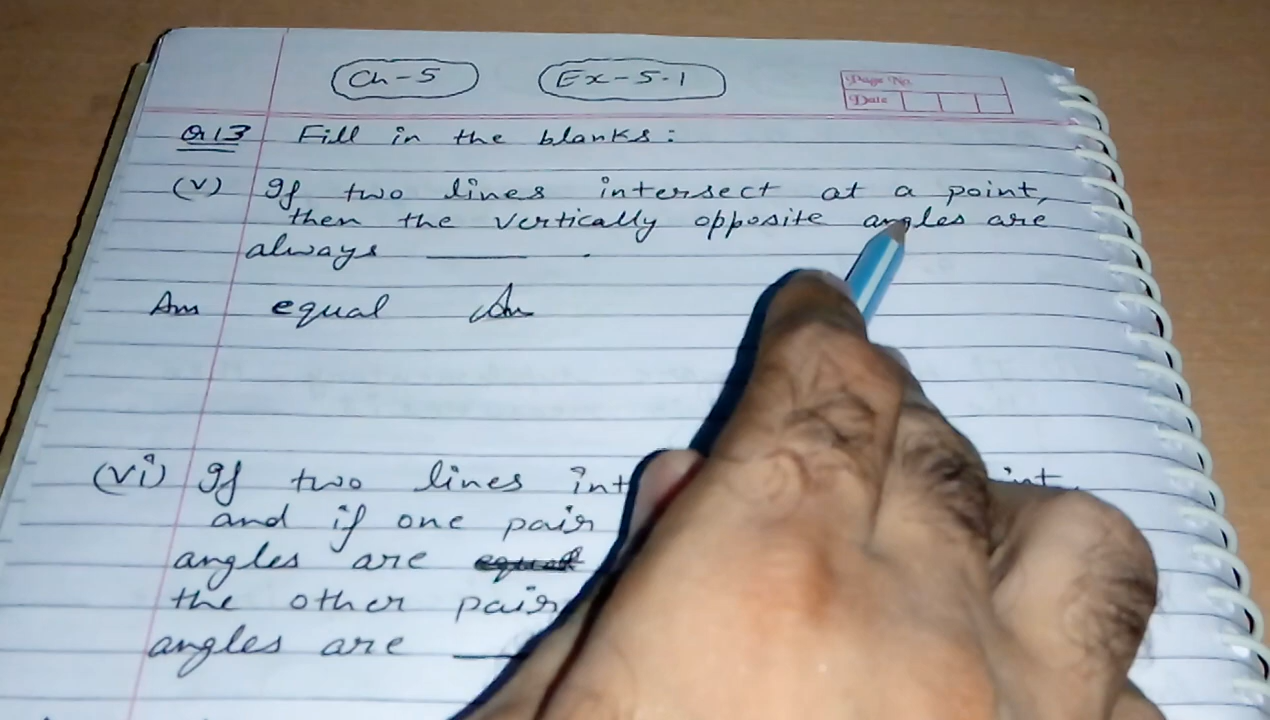 Ch-5 Ex-5.1
Page No.
Date
Q13 Fill in the blanks:
(v) If two lines intersect at a point,
then the vertically opposite angles are
always ______ .
Ans equal Ans
(vi) If two lines int
and if one pair
angles are equal
the other pair
angles are ___